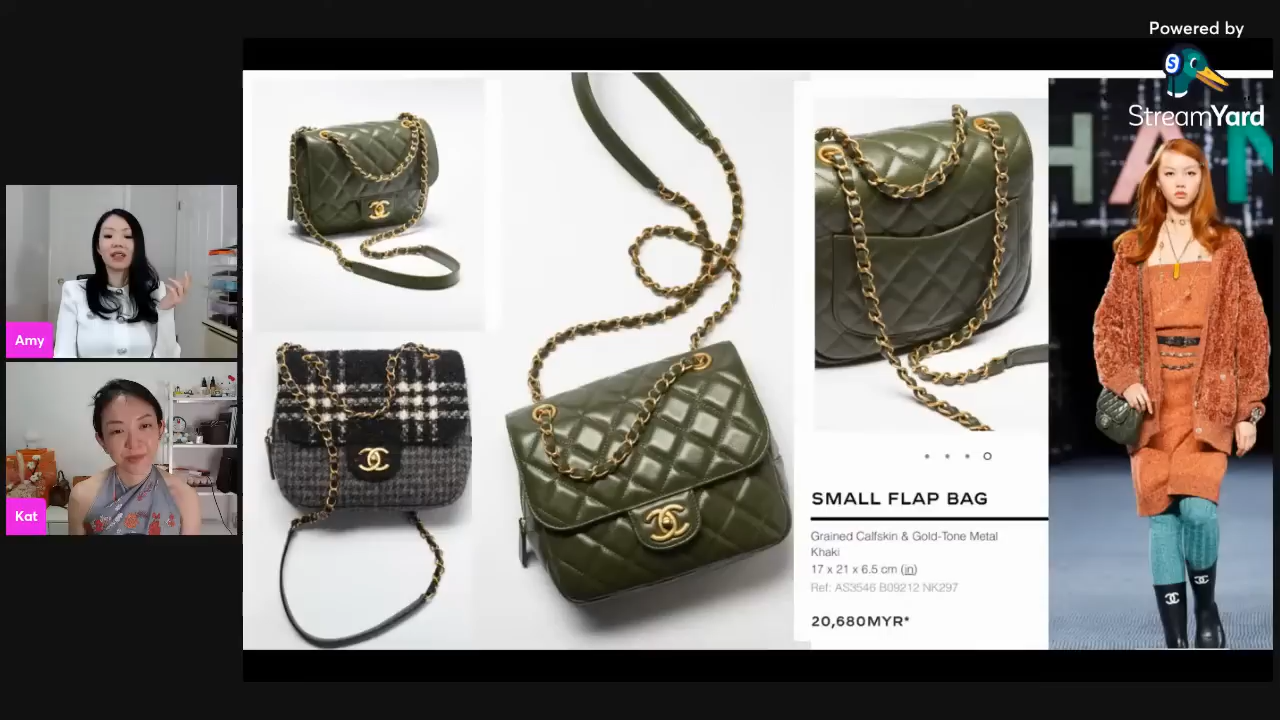 Powered by
StreamYard
HAN
Amy
Kat
SMALL FLAP BAG
Grained Calfskin & Gold-Tone Metal
Khaki
17 x 21 x 6.5 cm (in)
Ref: AS3546 B09212 NK297
20,680MYR*